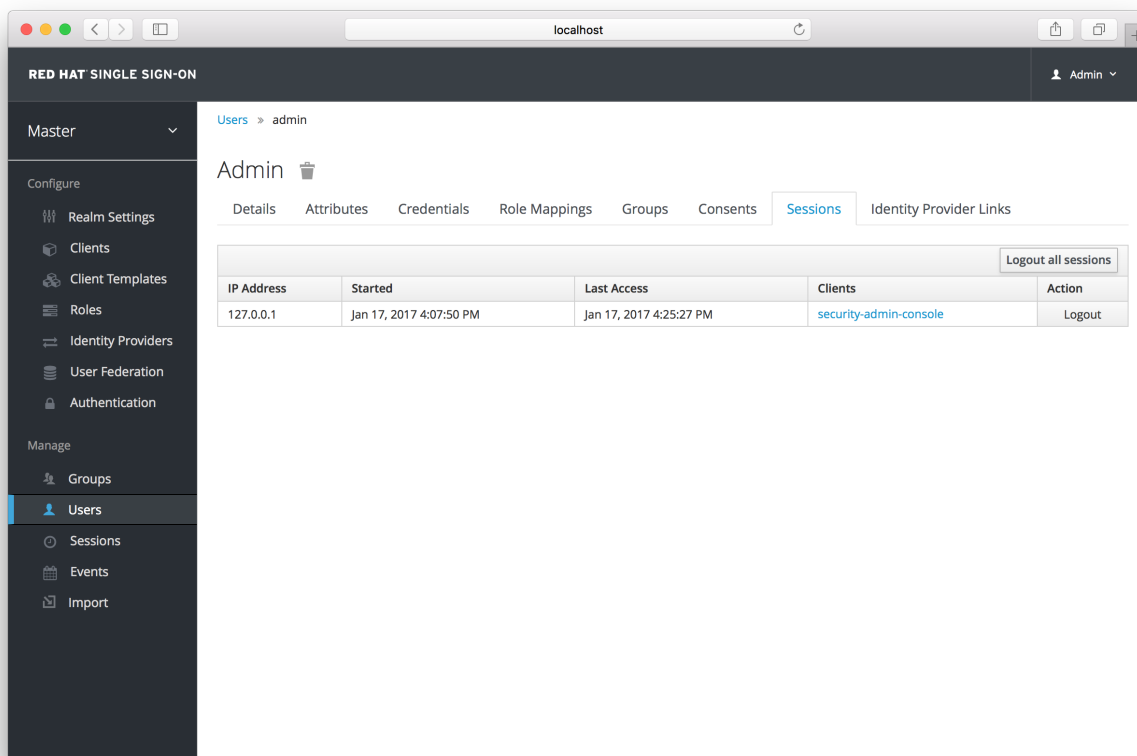 localhost
RED HAT SINGLE SIGN-ON
Admin
Master
Users » admin
Admin
Configure
Realm Settings
Clients
Client Templates
Roles
Identity Providers
User Federation
Authentication
Manage
Groups
Users
Sessions
Events
Import
Details Attributes Credentials Role Mappings Groups Consents Sessions Identity Provider Links
Logout all sessions
IP Address Started Last Access Clients Action
127.0.0.1 Jan 17, 2017 4:07:50 PM Jan 17, 2017 4:25:27 PM security-admin-console Logout